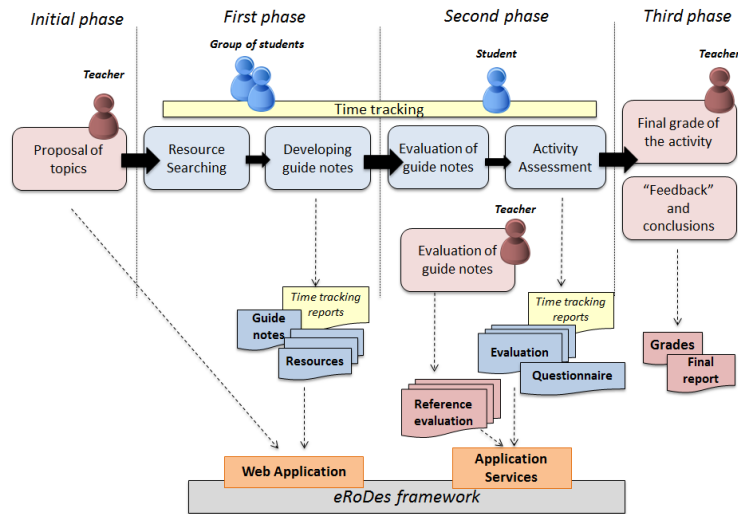 Initial phase
First phase
Second phase
Third phase
Group of students
Teacher
Student
Teacher
Time tracking
Proposal of
topics
Resource
Searching
Developing
guide notes
Evaluation of
guide notes
Activity
Assessment
Final grade of
the activity
“Feedback” and
conclusions
Teacher
Evaluation of
guide notes
Time tracking
reports
Guide
notes
Resources
Time tracking
reports
Evaluation
Questionnaire
Reference
evaluation
Grades
Final
report
Web Application
Application
Services
eRoDes framework